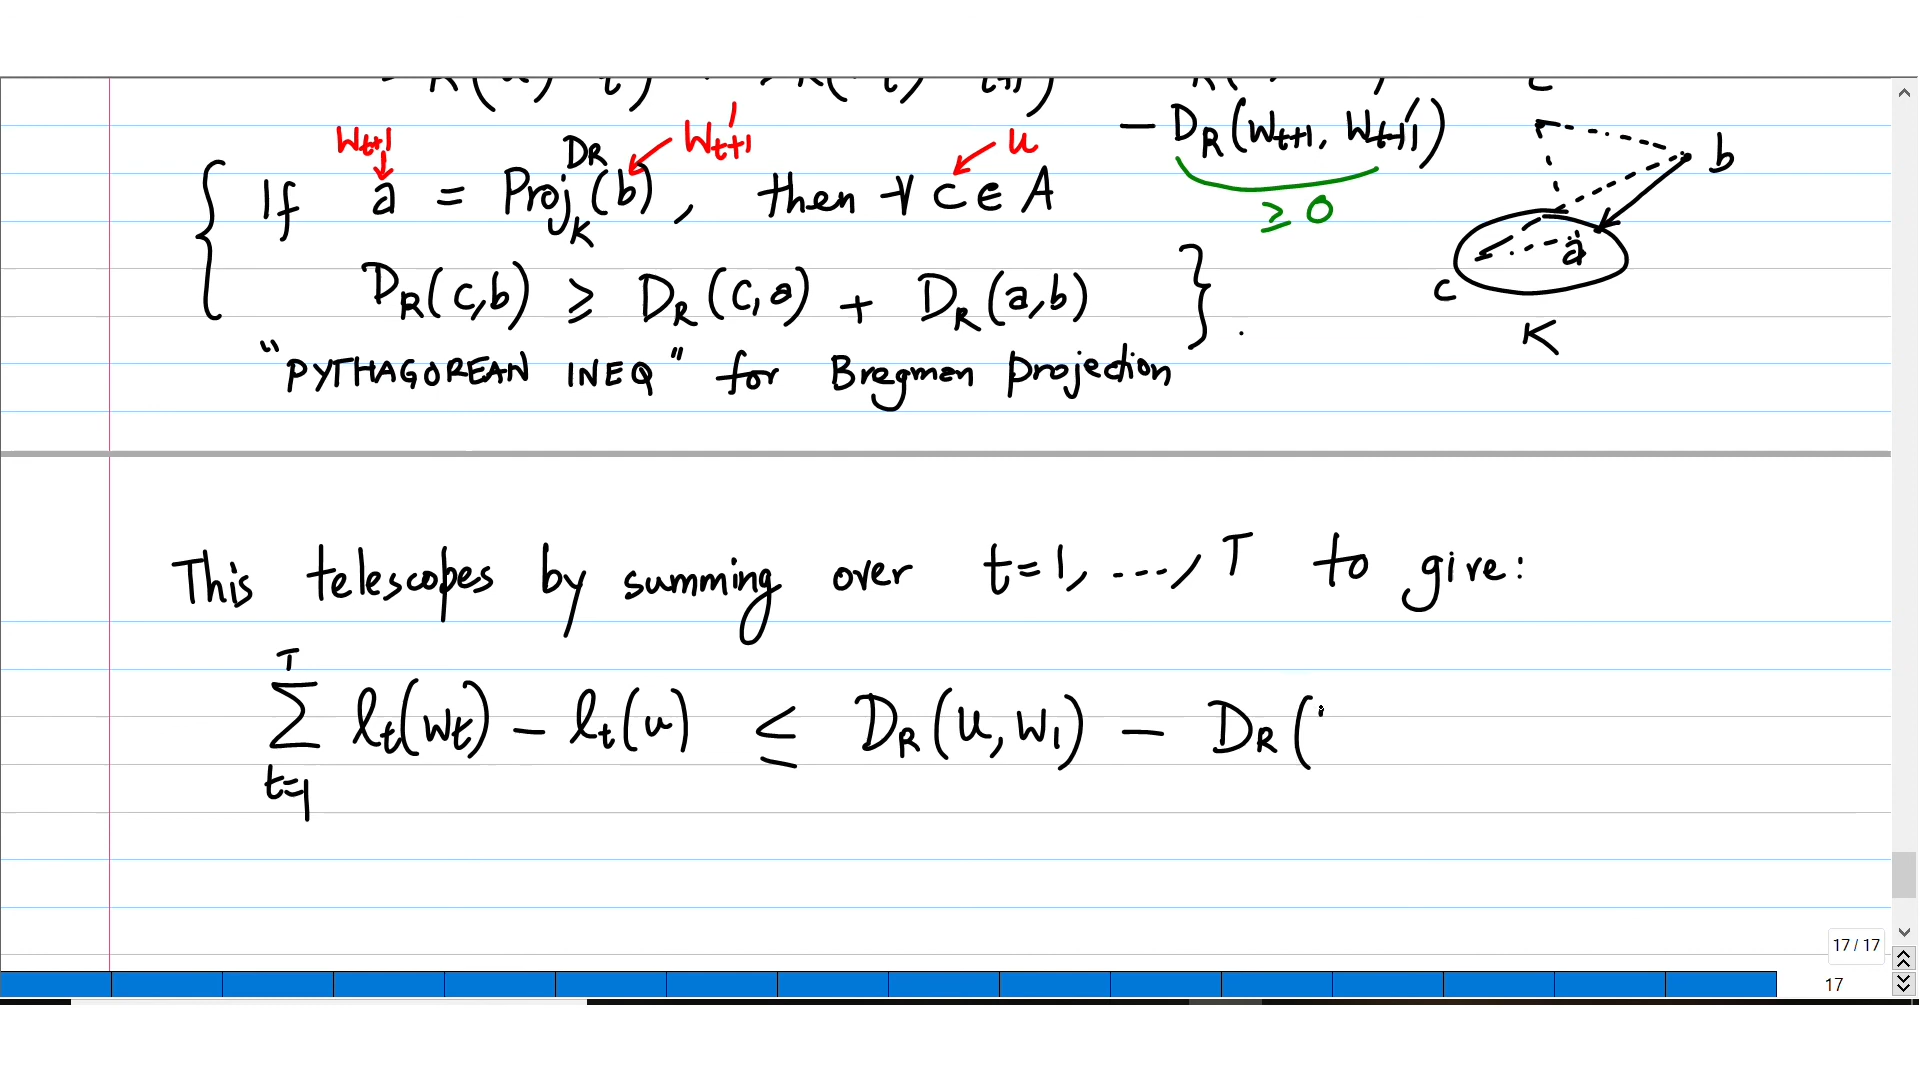 − D_R(W_{t+1}, W'_{t+1})
≥ 0
W_{t+1}
W'_{t+1}
u
If a = Proj_K^{D_R}(b), then ∀ c ∈ A
D_R(c,b) ≥ D_R(c,a) + D_R(a,b)
"PYTHAGOREAN INEQ" for Bregman projection
b
a
c
K
This telescopes by summing over t=1, ..., T to give:
∑_{t=1}^{T} l_t(w_t) − l_t(u) ≤ D_R(u, w_1) − D_R(
17 / 17
17